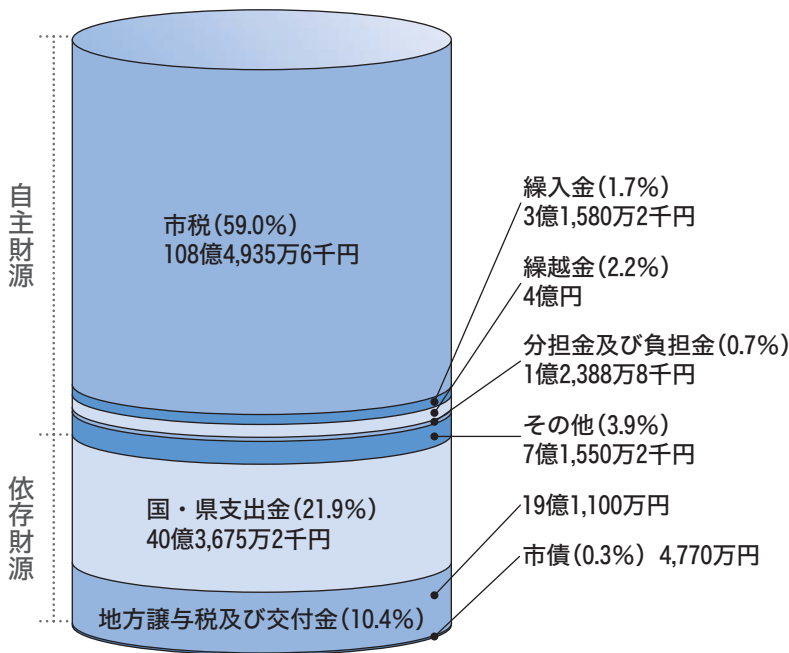 自主財源
市税(59.0%)
108億4,935万6千円
繰入金(1.7%)
3億1,580万2千円
繰越金(2.2%)
4億円
分担金及び負担金(0.7%)
1億2,388万8千円
その他(3.9%)
7億1,550万2千円
依存財源
国・県支出金(21.9%)
40億3,675万2千円
19億1,100万円
地方譲与税及び交付金(10.4%)
市債(0.3%) 4,770万円